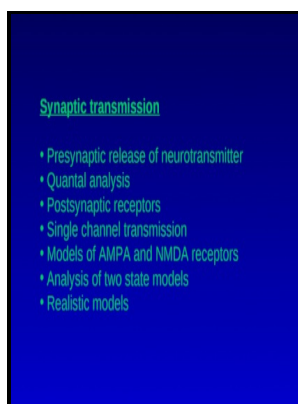 Synaptic transmission
• Presynaptic release of neurotransmitter
• Quantal analysis
• Postsynaptic receptors
• Single channel transmission
• Models of AMPA and NMDA receptors
• Analysis of two state models
• Realistic models